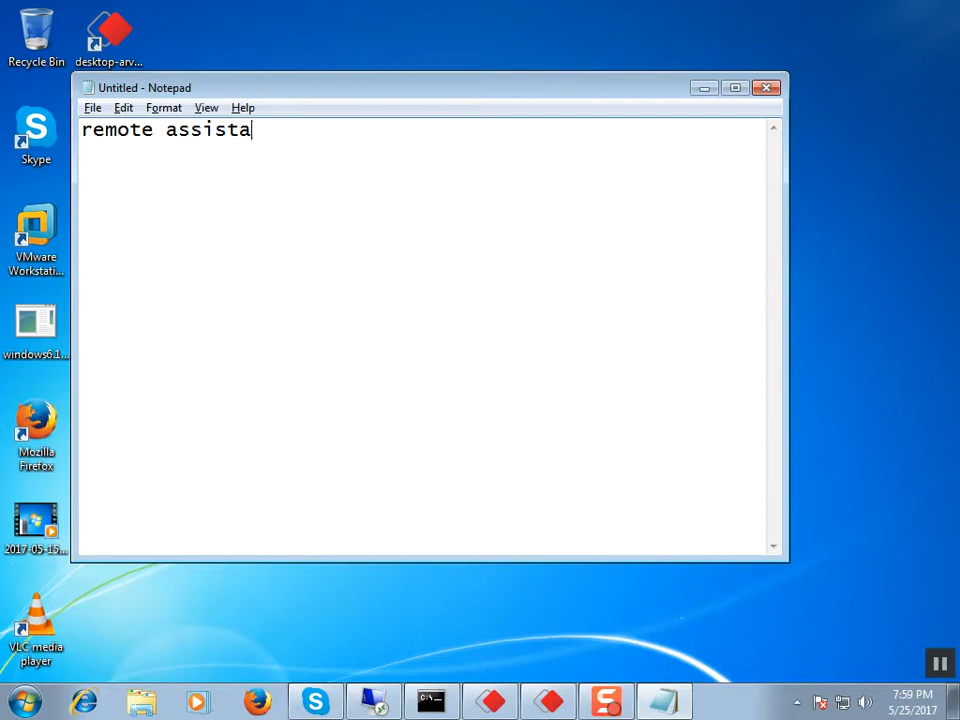 Recycle Bin
desktop-arv...
Untitled - Notepad
File Edit Format View Help
remote assista
Skype
VMware
Workstati...
windows6.1...
Mozilla
Firefox
2017-05-15...
VLC media
player
7:59 PM
5/25/2017